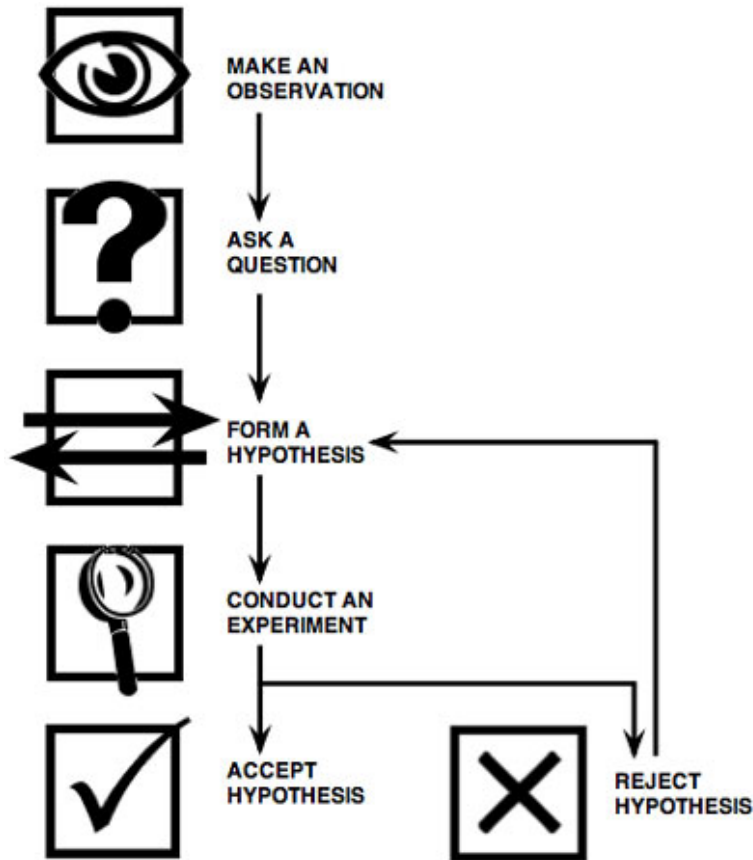 MAKE AN
OBSERVATION
ASK A
QUESTION
FORM A
HYPOTHESIS
CONDUCT AN
EXPERIMENT
ACCEPT
HYPOTHESIS
REJECT
HYPOTHESIS